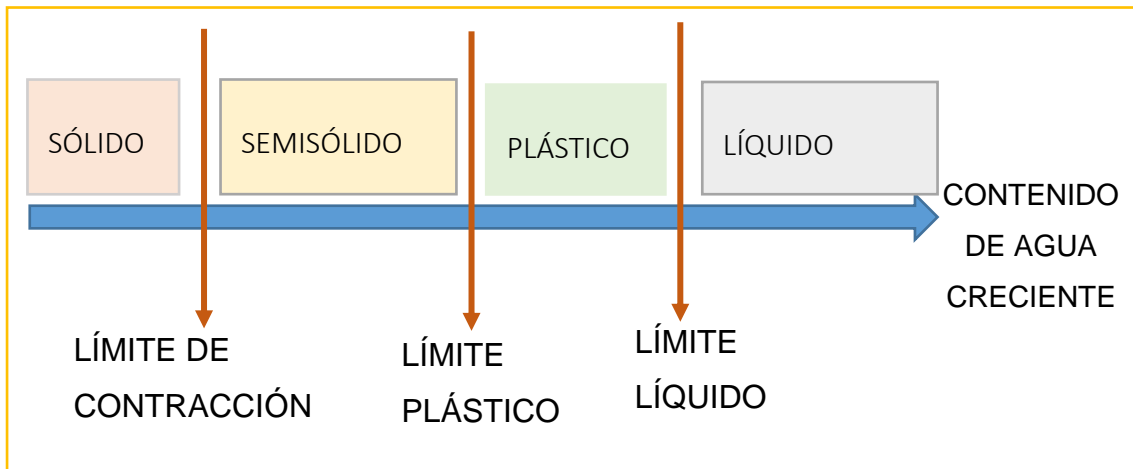 SÓLIDO
SEMISÓLIDO
PLÁSTICO
LÍQUIDO
CONTENIDO
DE AGUA
CRECIENTE
LÍMITE DE
CONTRACCIÓN
LÍMITE
PLÁSTICO
LÍMITE
LÍQUIDO